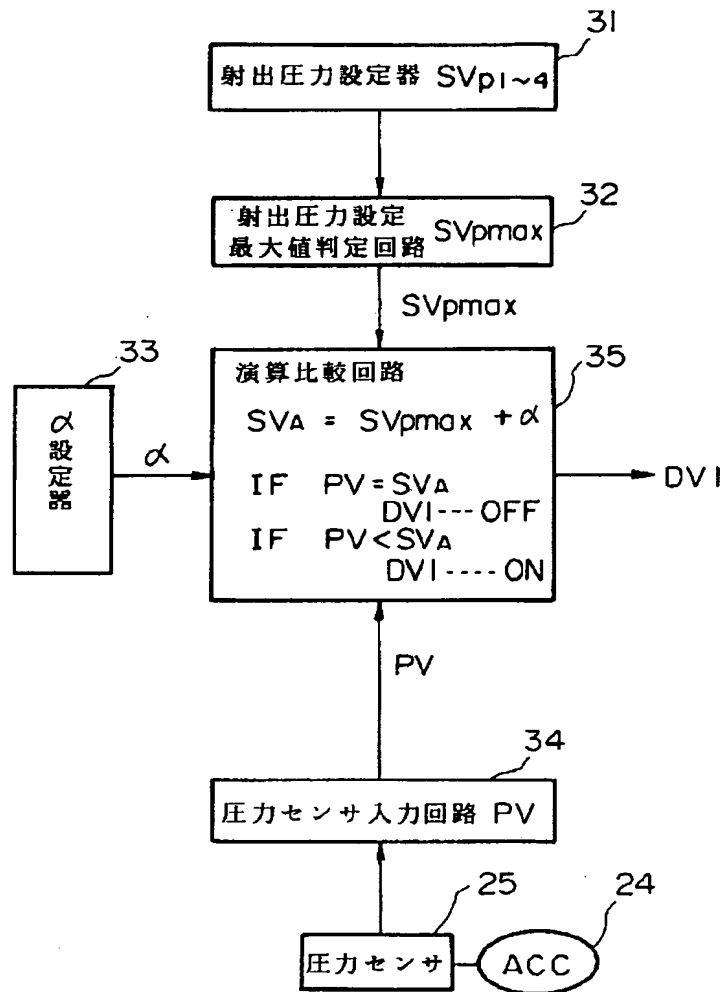 31
射出圧力設定器 SVp1~4
32
射出圧力設定
最大値判定回路 SVpmax
SVpmax
33
α設定器
α
35
演算比較回路
SVA = SVpmax + α
IF PV = SVA
DV1 --- OFF
IF PV < SVA
DV1 ---- ON
DV1
PV
34
圧力センサ入力回路 PV
25
圧力センサ
24
ACC